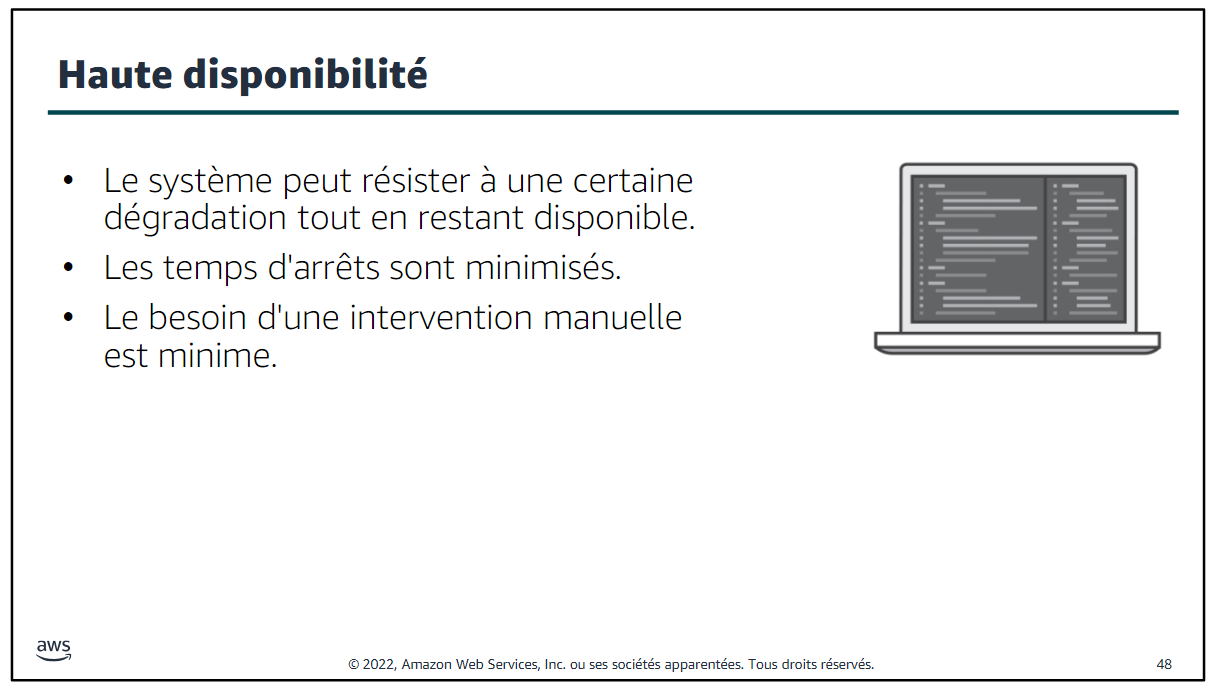 Haute disponibilité
• Le système peut résister à une certaine
dégradation tout en restant disponible.
• Les temps d'arrêts sont minimisés.
• Le besoin d'une intervention manuelle
est minime.
aws
© 2022, Amazon Web Services, Inc. ou ses sociétés apparentées. Tous droits réservés.
48